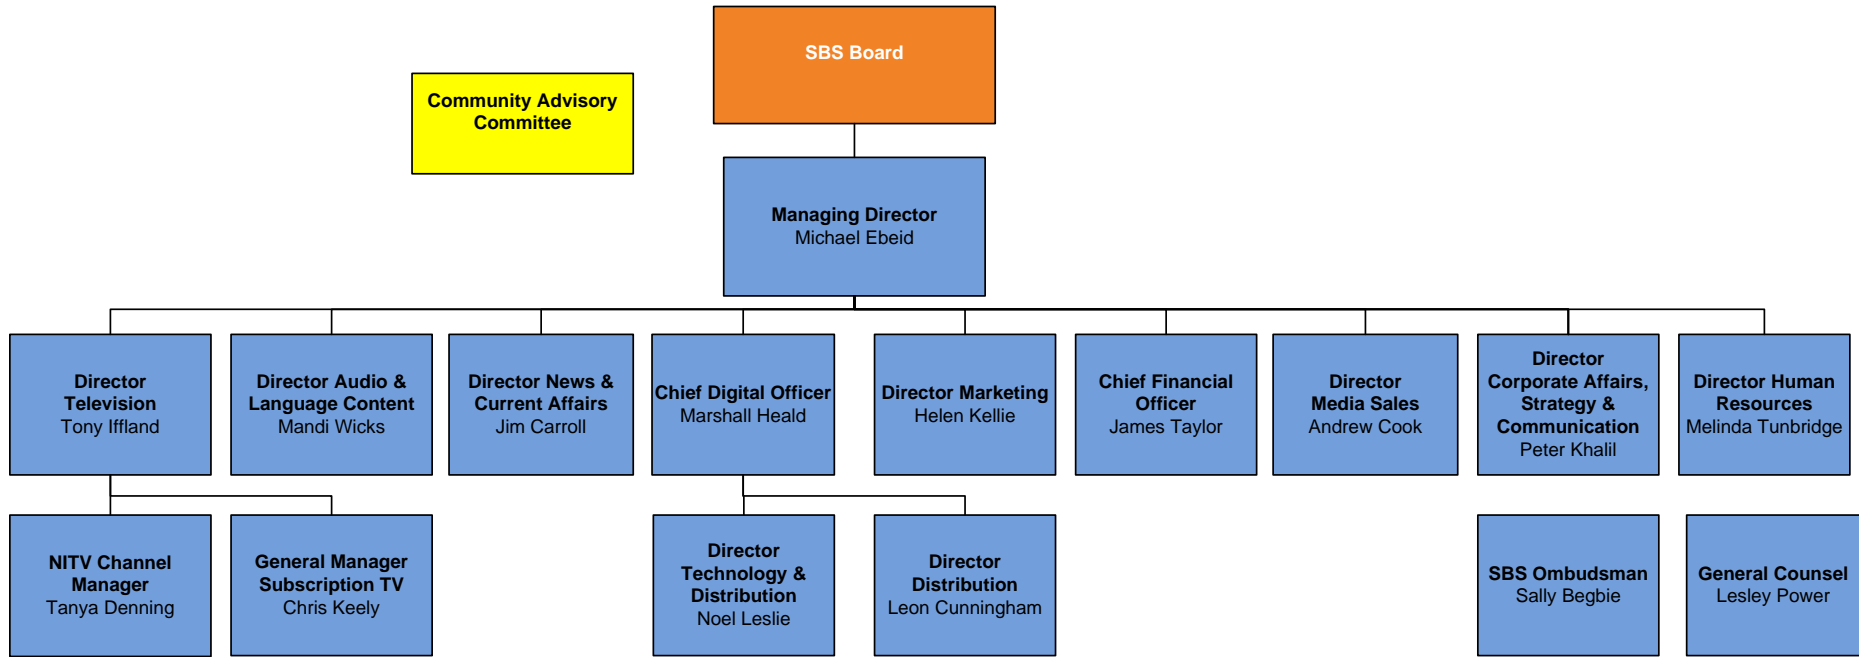 SBS Board
Community Advisory
Committee
Managing Director
Michael Ebeid
Director
Television
Tony Iffland
Director Audio &
Language Content
Mandi Wicks
Director News &
Current Affairs
Jim Carroll
Chief Digital Officer
Marshall Heald
Director Marketing
Helen Kellie
Chief Financial
Officer
James Taylor
Director
Media Sales
Andrew Cook
Director
Corporate Affairs,
Strategy &
Communication
Peter Khalil
Director Human
Resources
Melinda Tunbridge
NITV Channel
Manager
Tanya Denning
General Manager
Subscription TV
Chris Keely
Director
Technology &
Distribution
Noel Leslie
Director
Distribution
Leon Cunningham
SBS Ombudsman
Sally Begbie
General Counsel
Lesley Power